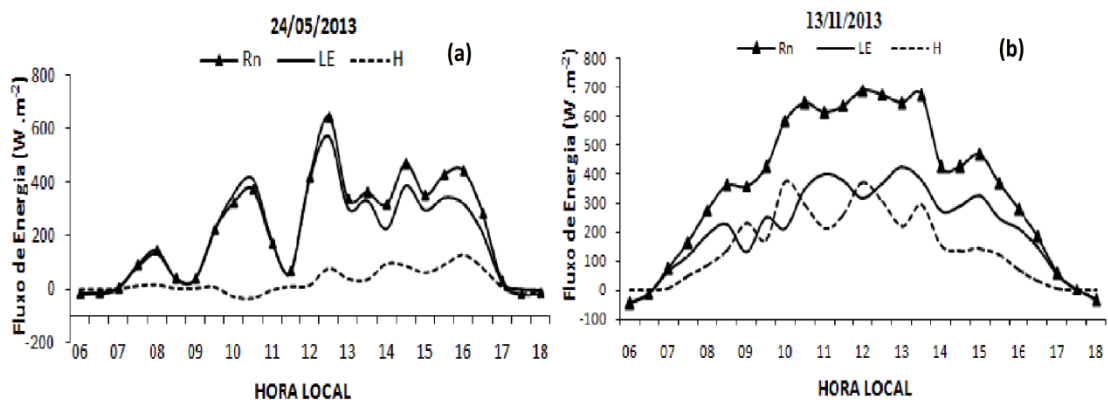 24/05/2013
Rn LE H
(a)
Fluxo de Energia (W .m-2)
800
600
400
200
0
-200
06 07 08 09 10 11 12 13 14 15 16 17 18
HORA LOCAL
13/11/2013
Rn LE H
(b)
Fluxo de Energia (W .m-2)
800
700
600
500
400
300
200
100
0
-100
06 07 08 09 10 11 12 13 14 15 16 17 18
HORA LOCAL